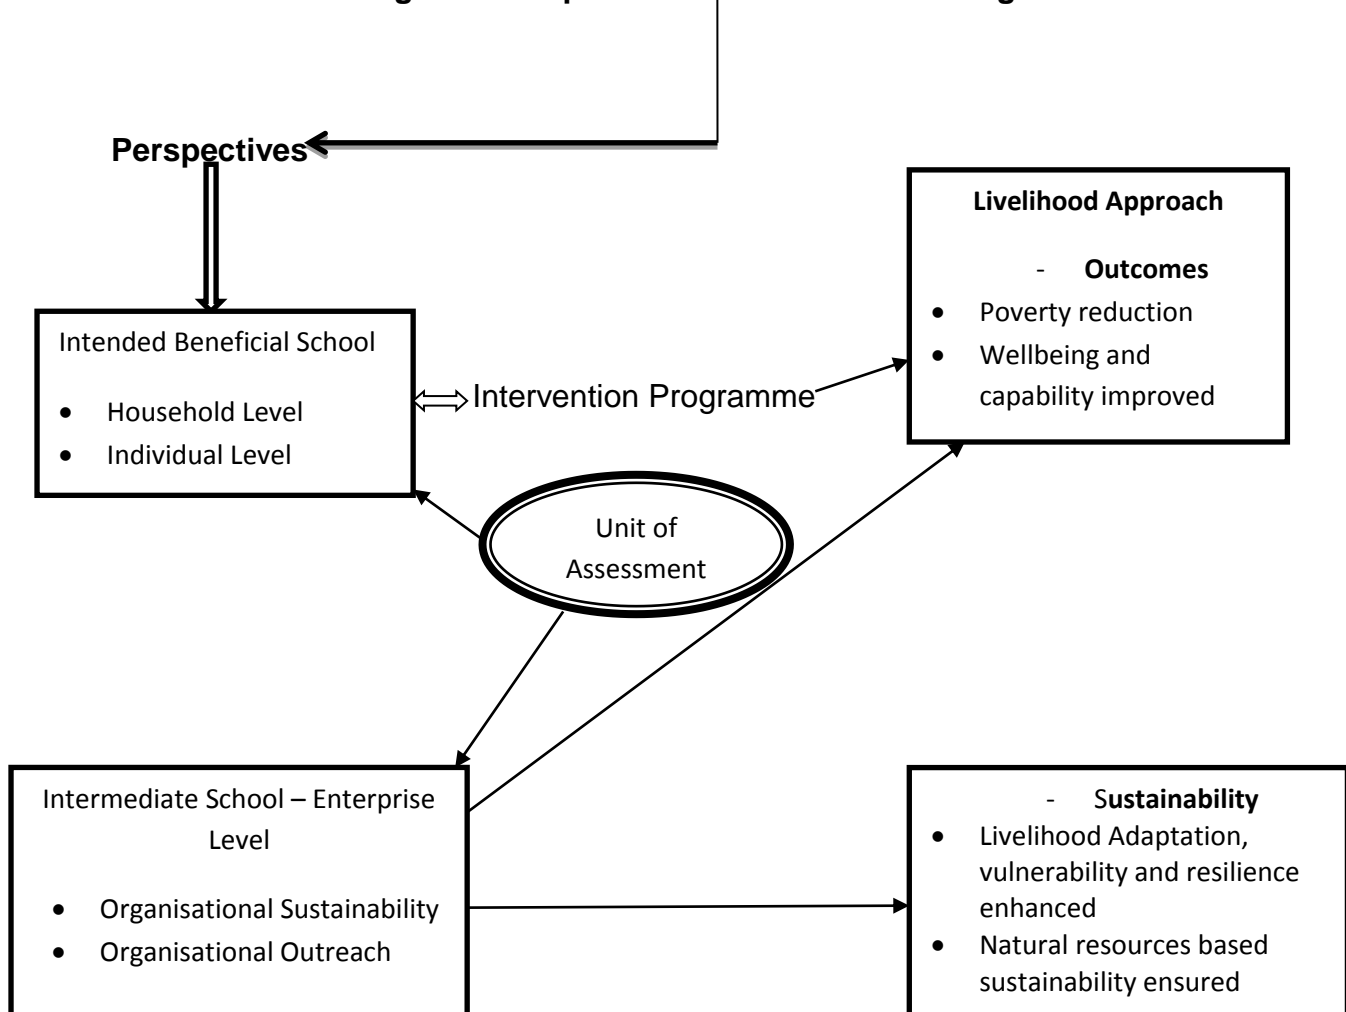 Perspectives
Livelihood Approach
- Outcomes
• Poverty reduction
• Wellbeing and
capability improved
Intended Beneficial School
• Household Level
• Individual Level
Intervention Programme
Unit of
Assessment
Intermediate School – Enterprise
Level
• Organisational Sustainability
• Organisational Outreach
- Sustainability
• Livelihood Adaptation,
vulnerability and resilience
enhanced
• Natural resources based
sustainability ensured